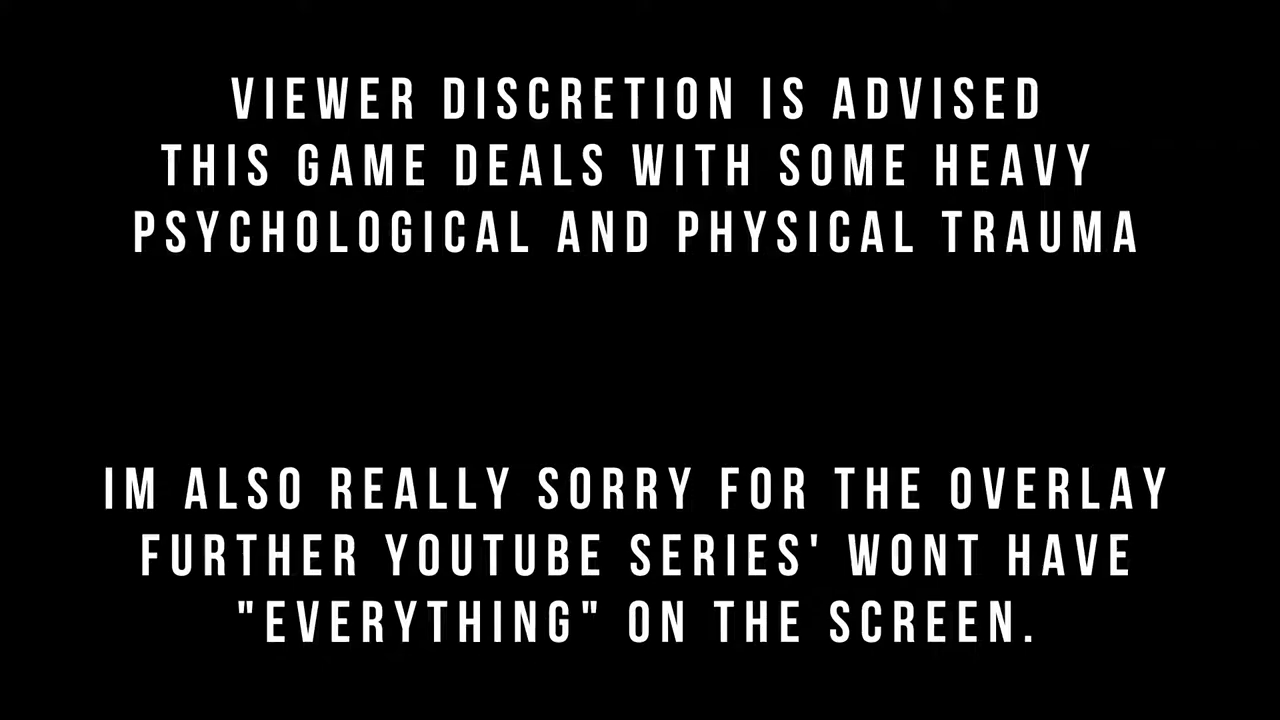 VIEWER DISCRETION IS ADVISED
THIS GAME DEALS WITH SOME HEAVY
PSYCHOLOGICAL AND PHYSICAL TRAUMA
IM ALSO REALLY SORRY FOR THE OVERLAY
FURTHER YOUTUBE SERIES' WONT HAVE
"EVERYTHING" ON THE SCREEN.